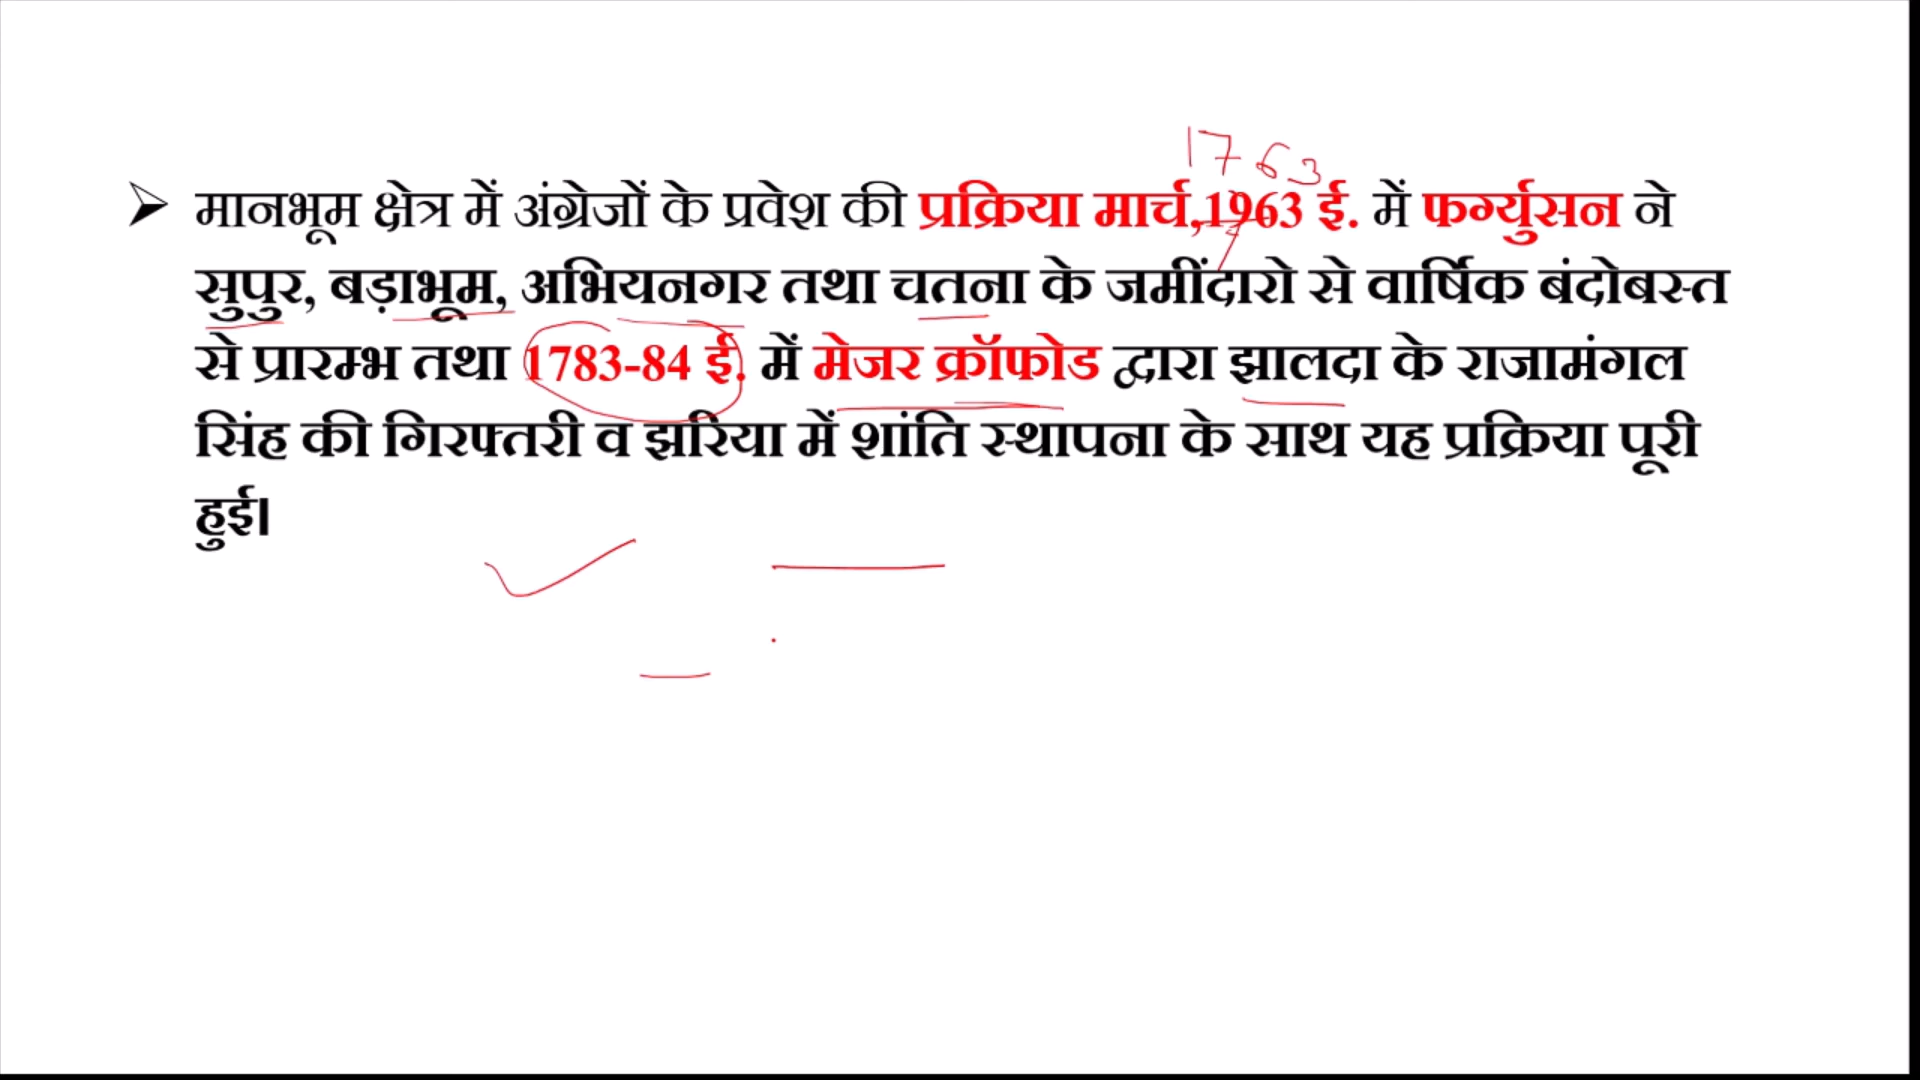 1763
➢ मानभूम क्षेत्र में अंग्रेजों के प्रवेश की प्रक्रिया मार्च,1963 ई. में फर्ग्युसन ने
सुपुर, बड़ाभूम, अभियनगर तथा चतना के जमींदारो से वार्षिक बंदोबस्त
से प्रारम्भ तथा 1783-84 ई. में मेजर क्रॉफोड द्वारा झालदा के राजामंगल
सिंह की गिरफ्तरी व झरिया में शांति स्थापना के साथ यह प्रक्रिया पूरी
हुई।